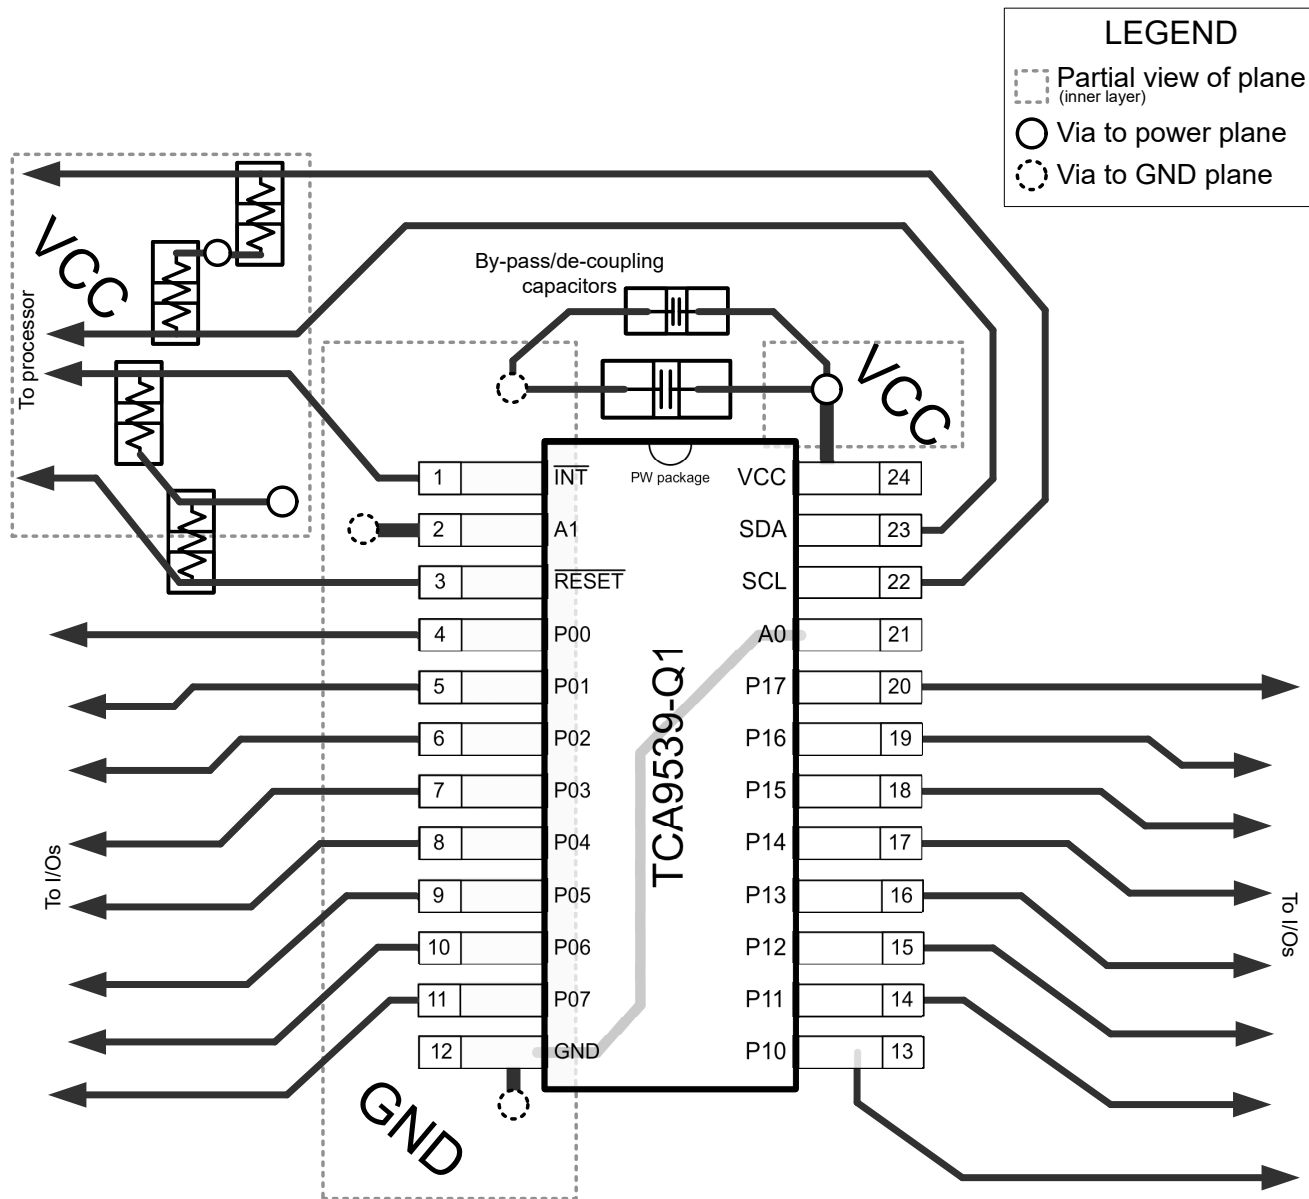 LEGEND
Partial view of plane
(inner layer)
Via to power plane
Via to GND plane
VCC
To processor
By-pass/de-coupling
capacitors
VCC
PW package
TCA9539-Q1
1 INT
2 A1
3 RESET
4 P00
5 P01
6 P02
7 P03
8 P04
9 P05
10 P06
11 P07
12 GND
VCC 24
SDA 23
SCL 22
A0 21
P17 20
P16 19
P15 18
P14 17
P13 16
P12 15
P11 14
P10 13
To I/Os
To I/Os
GND